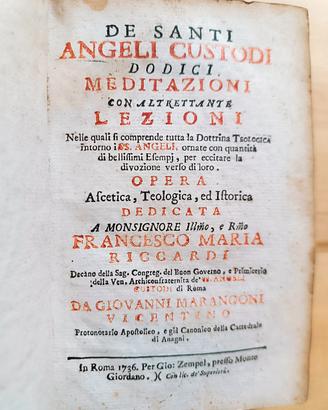 DE SANTI
ANGELI CUSTODI
DODICI
MEDITAZIONI
CON ALTRETTANTE
LEZIONI
Nelle quali si comprende tutta la Dottrina Teologica
intorno i SS. ANGELI, ornate con quantità
di bellissimi Esempj, per eccitare la
divozione verso di loro.
OPERA
Ascetica, Teologica, ed Istorica
DEDICATA
A MONSIGNORE Illño, e Rño
FRANCESCO MARIA
RICCARDI
Decano della Sag. Congreg. del Buon Governo, e Primicerio
della Ven. Archiconfraternita de' SS. ANGELI
CUSTODI di Roma
DA GIOVANNI MARANGONI
VICENTINO
Protonotario Apostolico, e già Canonico della Cattedrale
di Anagni.
In Roma 1736. Per Gio: Zempel, presso Monte
Giordano. )( Con lic. de' Superiori.